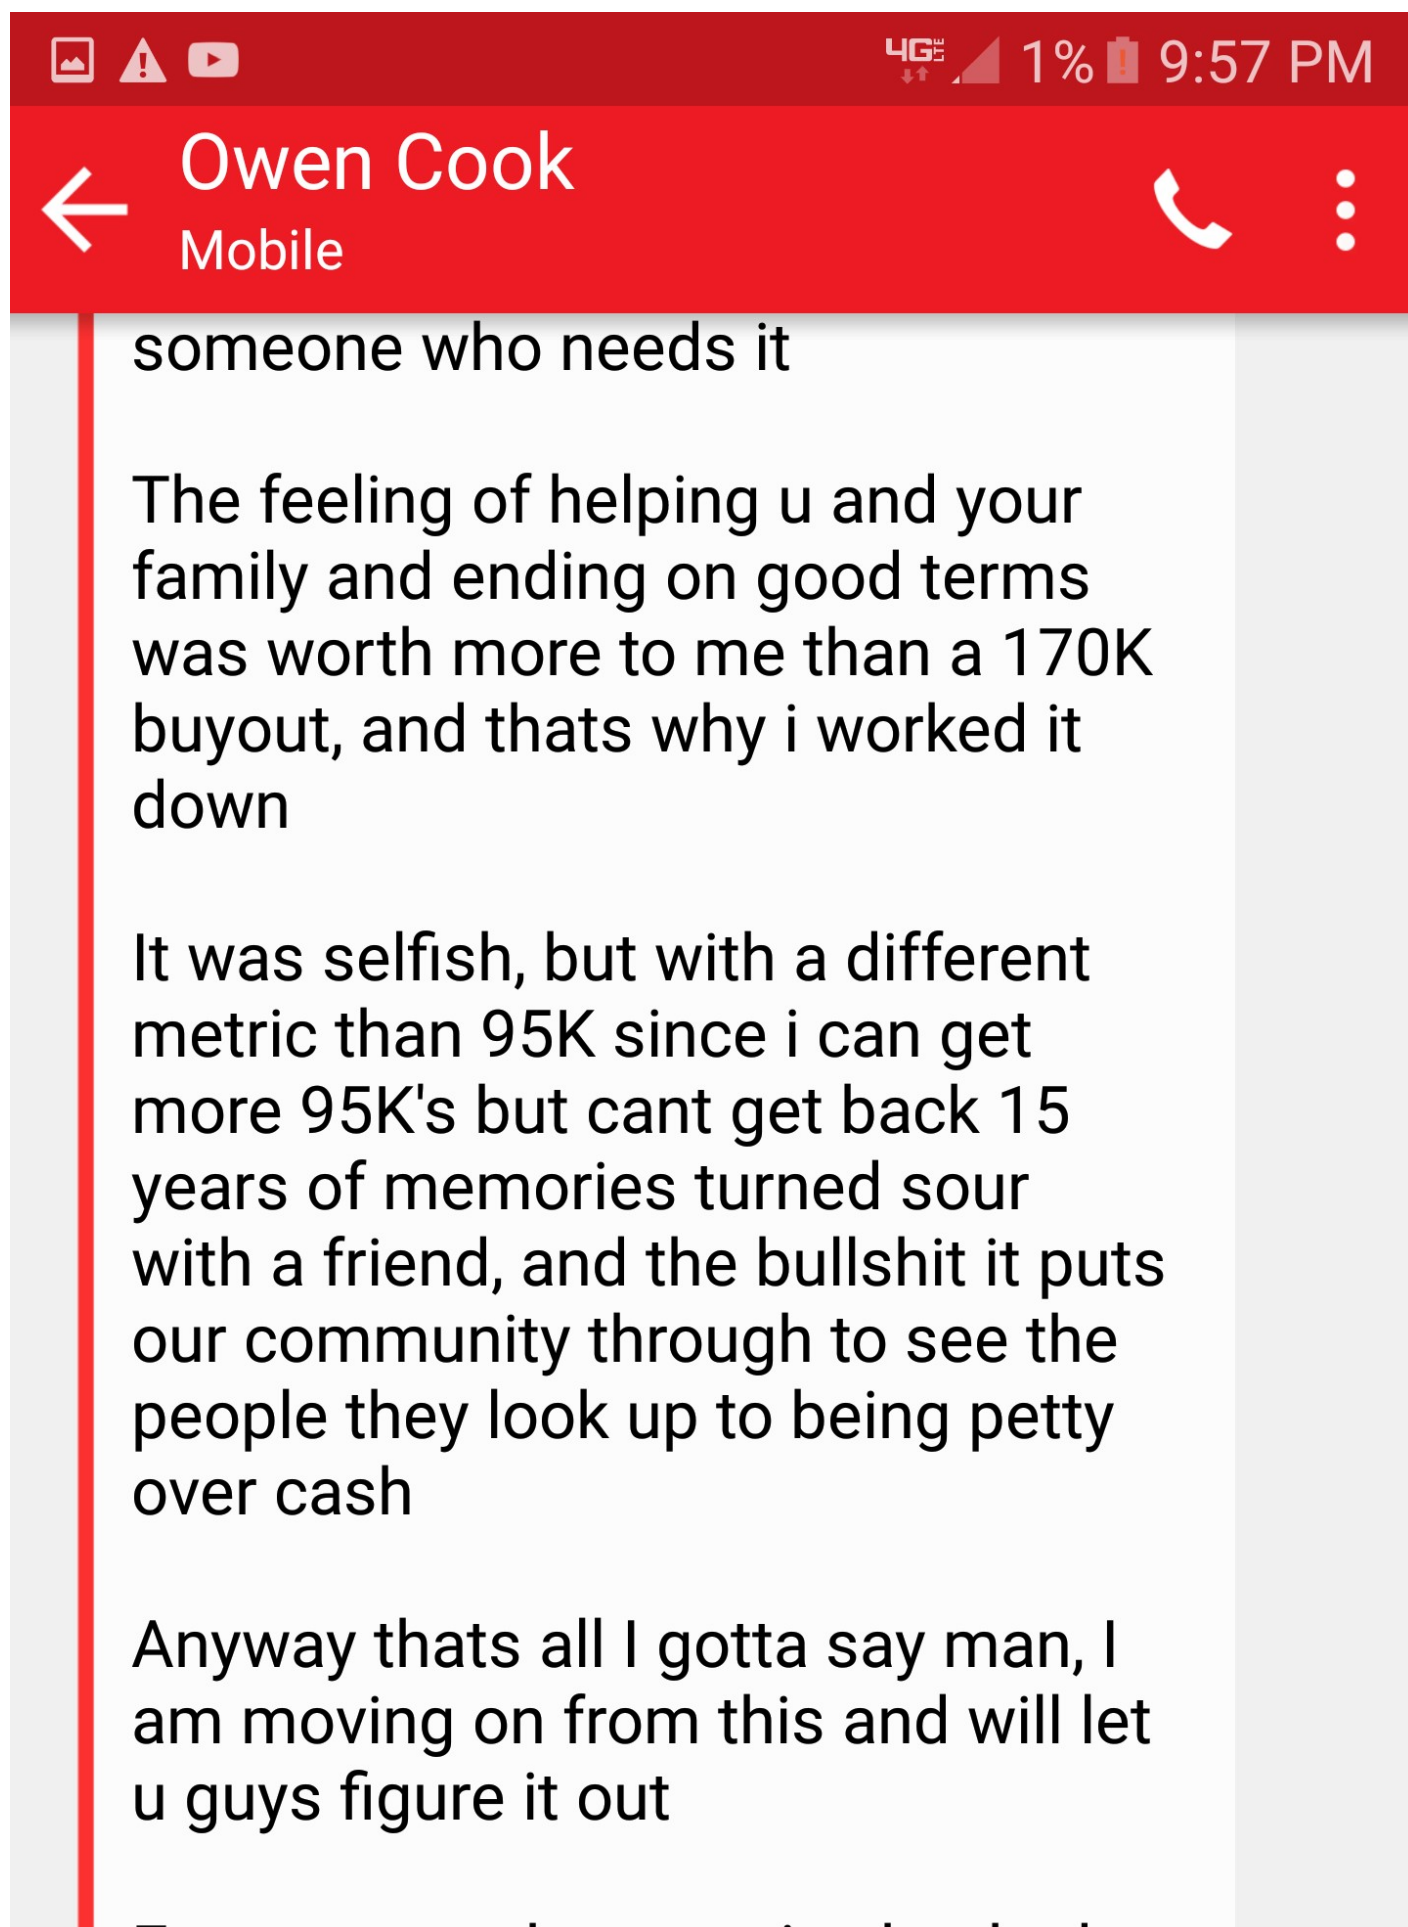 4G LTE 1% 9:57 PM
Owen Cook
Mobile
someone who needs it
The feeling of helping u and your
family and ending on good terms
was worth more to me than a 170K
buyout, and thats why i worked it
down
It was selfish, but with a different
metric than 95K since i can get
more 95K's but cant get back 15
years of memories turned sour
with a friend, and the bullshit it puts
our community through to see the
people they look up to being petty
over cash
Anyway thats all I gotta say man, I
am moving on from this and will let
u guys figure it out